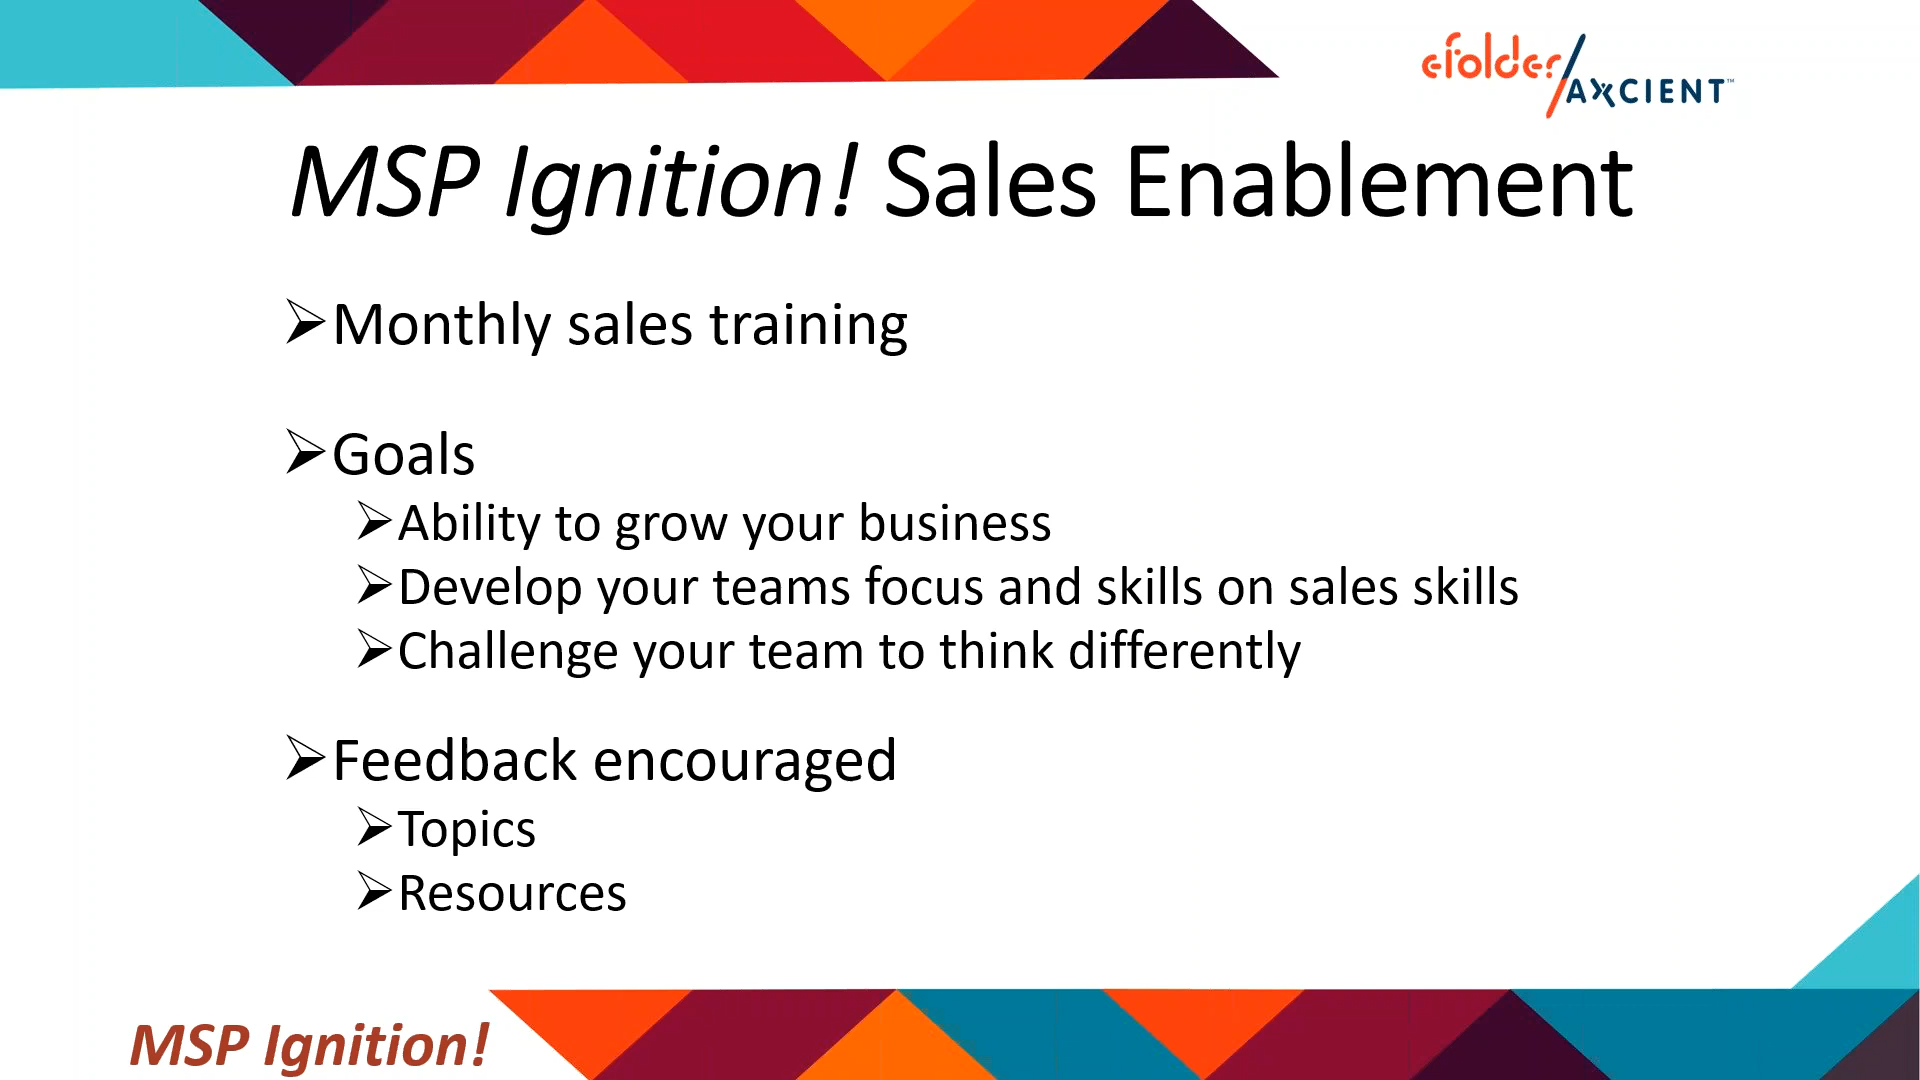 efolder/
AXCIENT™
MSP Ignition! Sales Enablement
➢Monthly sales training
➢Goals
➢Ability to grow your business
➢Develop your teams focus and skills on sales skills
➢Challenge your team to think differently
➢Feedback encouraged
➢Topics
➢Resources
MSP Ignition!